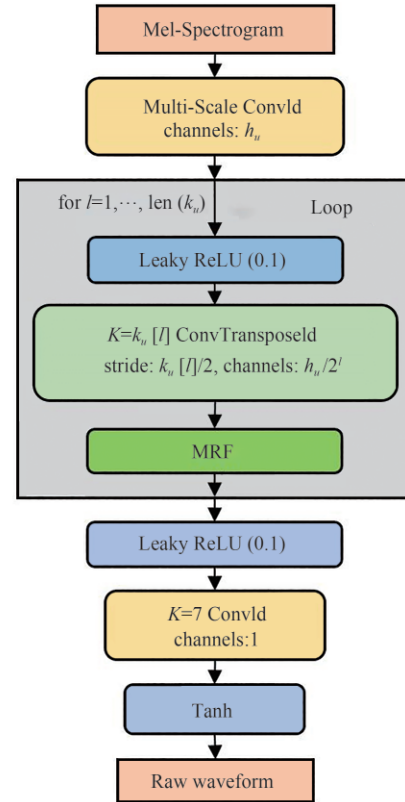 Mel-Spectrogram
Multi-Scale Convld
channels: hᵤ
for l=1,⋯, len (kᵤ)
Loop
Leaky ReLU (0.1)
K=kᵤ [l] ConvTransposeld
stride: kᵤ [l]/2, channels: hᵤ/2ˡ
MRF
Leaky ReLU (0.1)
K=7 Convld
channels:1
Tanh
Raw waveform